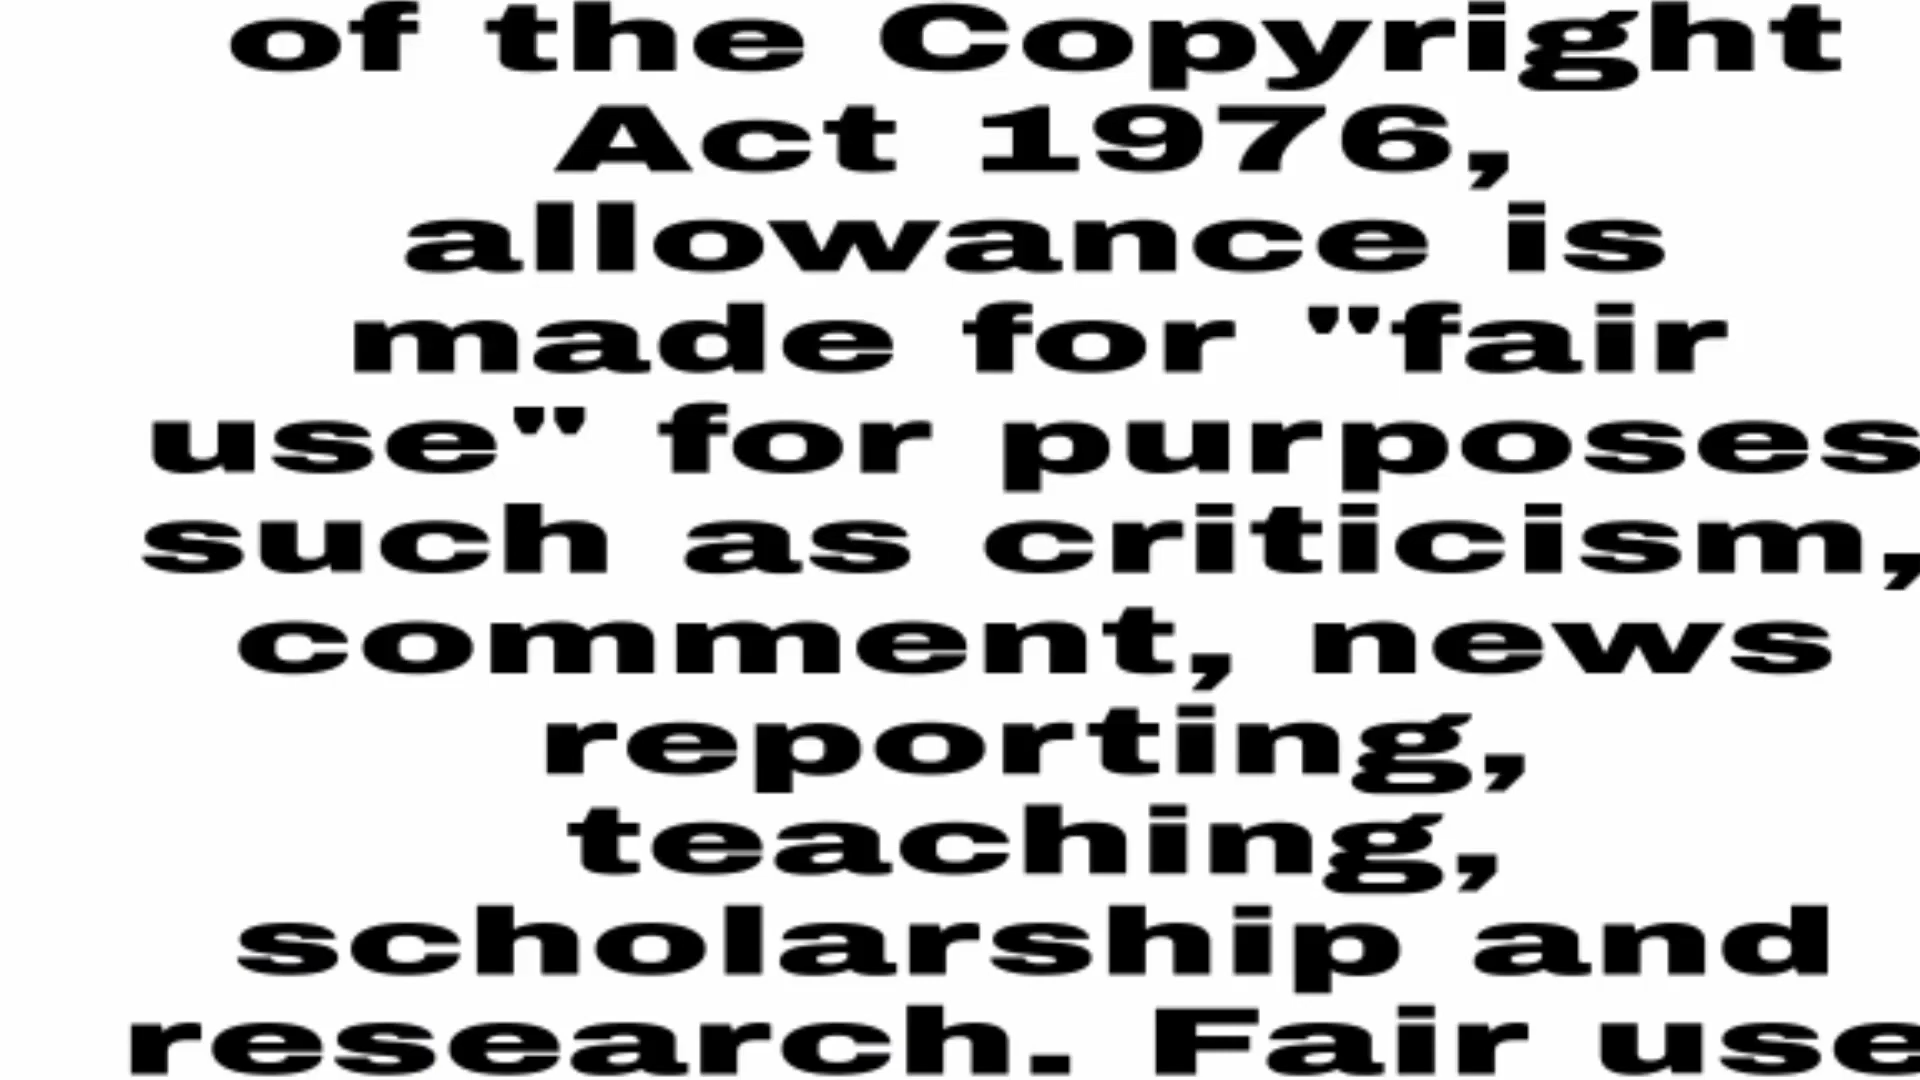 of the Copyright
Act 1976,
allowance is
made for "fair
use" for purposes
such as criticism,
comment, news
reporting,
teaching,
scholarship and
research. Fair use